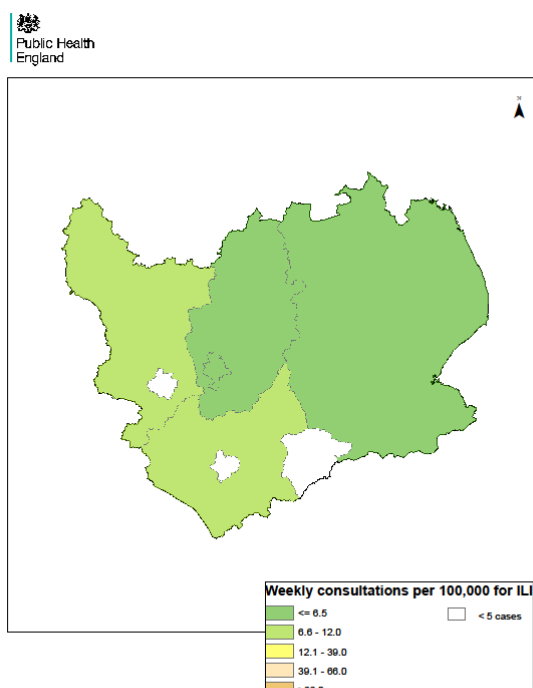 Public Health
England
N
Weekly consultations per 100,000 for ILI
<= 6.5
< 5 cases
6.6 - 12.0
12.1 - 39.0
39.1 - 66.0